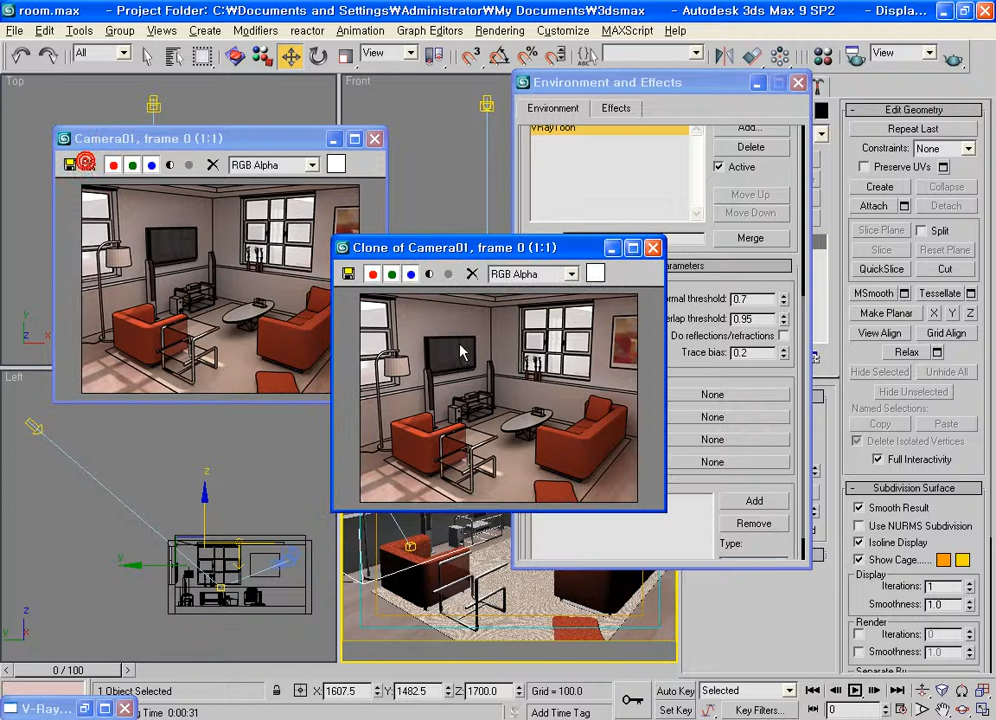 room.max - Project Folder: C:₩Documents and Settings₩Administrator₩My Documents₩3dsmax - Autodesk 3ds Max 9 SP2 - Displa...
File Edit Tools Group Views Create Modifiers reactor Animation Graph Editors Rendering Customize MAXScript Help
All View View
Top
Front
Left
Environment and Effects
Environment Effects
Add...
Delete
Active
Move Up
Move Down
Merge
Camera01, frame 0 (1:1)
RGB Alpha
Clone of Camera01, frame 0 (1:1)
RGB Alpha
0.7
0.95
Do reflections/refractions
Trace bias: 0.2
None
None
None
None
Add
Remove
Type:
Edit Geometry
Repeat Last
Constraints: None
Preserve UVs
Create Collapse
Attach Detach
Slice Plane Split
Slice Reset Plane
QuickSlice Cut
MSmooth Tessellate
Make Planar X Y Z
View Align Grid Align
Relax
Hide Selected Unhide All
Hide Unselected
Named Selections:
Copy Paste
Delete Isolated Vertices
Full Interactivity
Subdivision Surface
Smooth Result
Use NURMS Subdivision
Isoline Display
Show Cage......
Display
Iterations: 1
Smoothness: 1.0
Render
Iterations: 0
Smoothness: 1.0
0 / 100
1 Object Selected X: 1607.5 Y: 1482.5 Z: 1700.0 Grid = 100.0 Auto Key Selected
V-Ray... Time 0:00:31 Add Time Tag Set Key Key Filters... 0
z
y
x
z
y
z
y